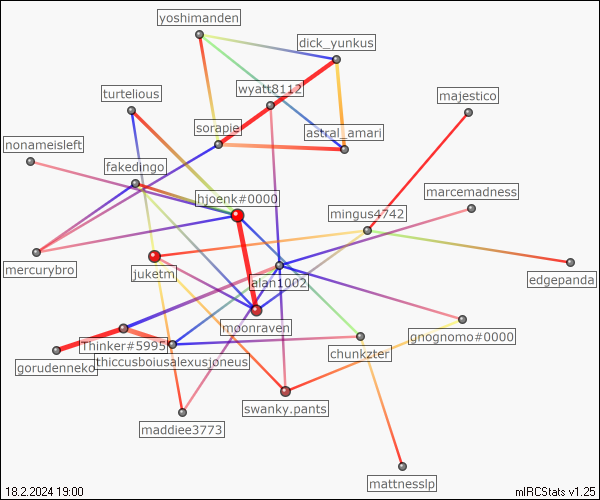 yoshimanden
dick_yunkus
wyatt8112
turtelious
majestico
sorapie
astral_amari
nonameisleft
fakedingo
marcemadness
hjoenk#0000
mingus4742
mercurybro
juketm
alan1002
edgepanda
moonraven
gnognomo#0000
Thinker#5995
chunkzter
thiccusboiusalexusjoneus
gorudenneko
swanky.pants
maddiee3773
mattnesslp
18.2.2024 19:00
mIRCStats v1.25